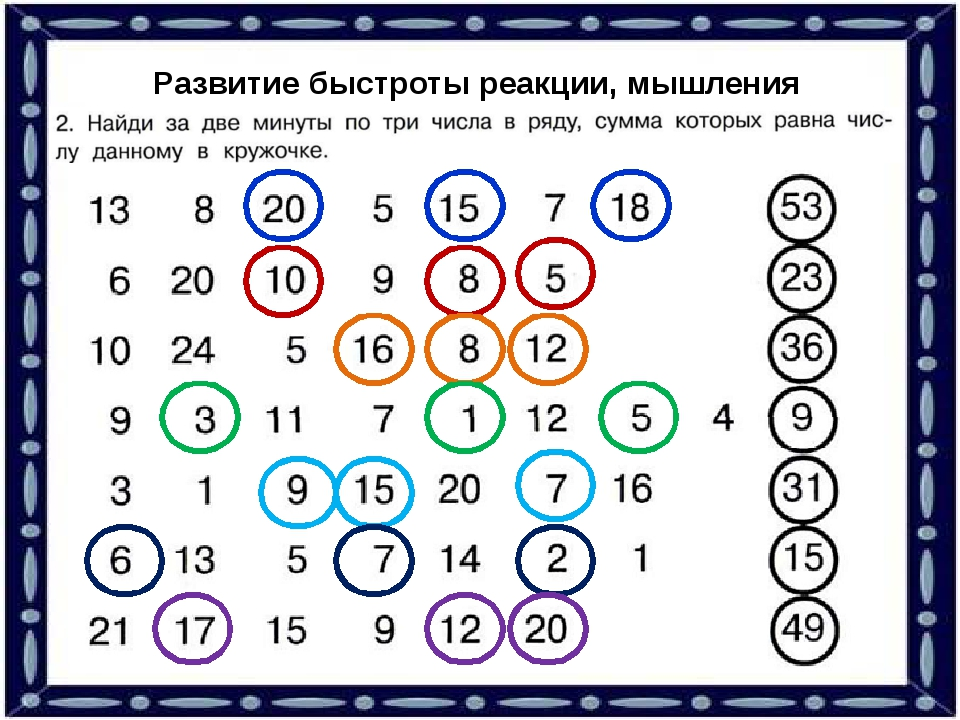 Развитие быстроты реакции, мышления
2. Найди за две минуты по три числа в ряду, сумма которых равна чис-
лу данному в кружочке.
13 8 20 5 15 7 18 53
6 20 10 9 8 5 23
10 24 5 16 8 12 36
9 3 11 7 1 12 5 4 9
3 1 9 15 20 7 16 31
6 13 5 7 14 2 1 15
21 17 15 9 12 20 49